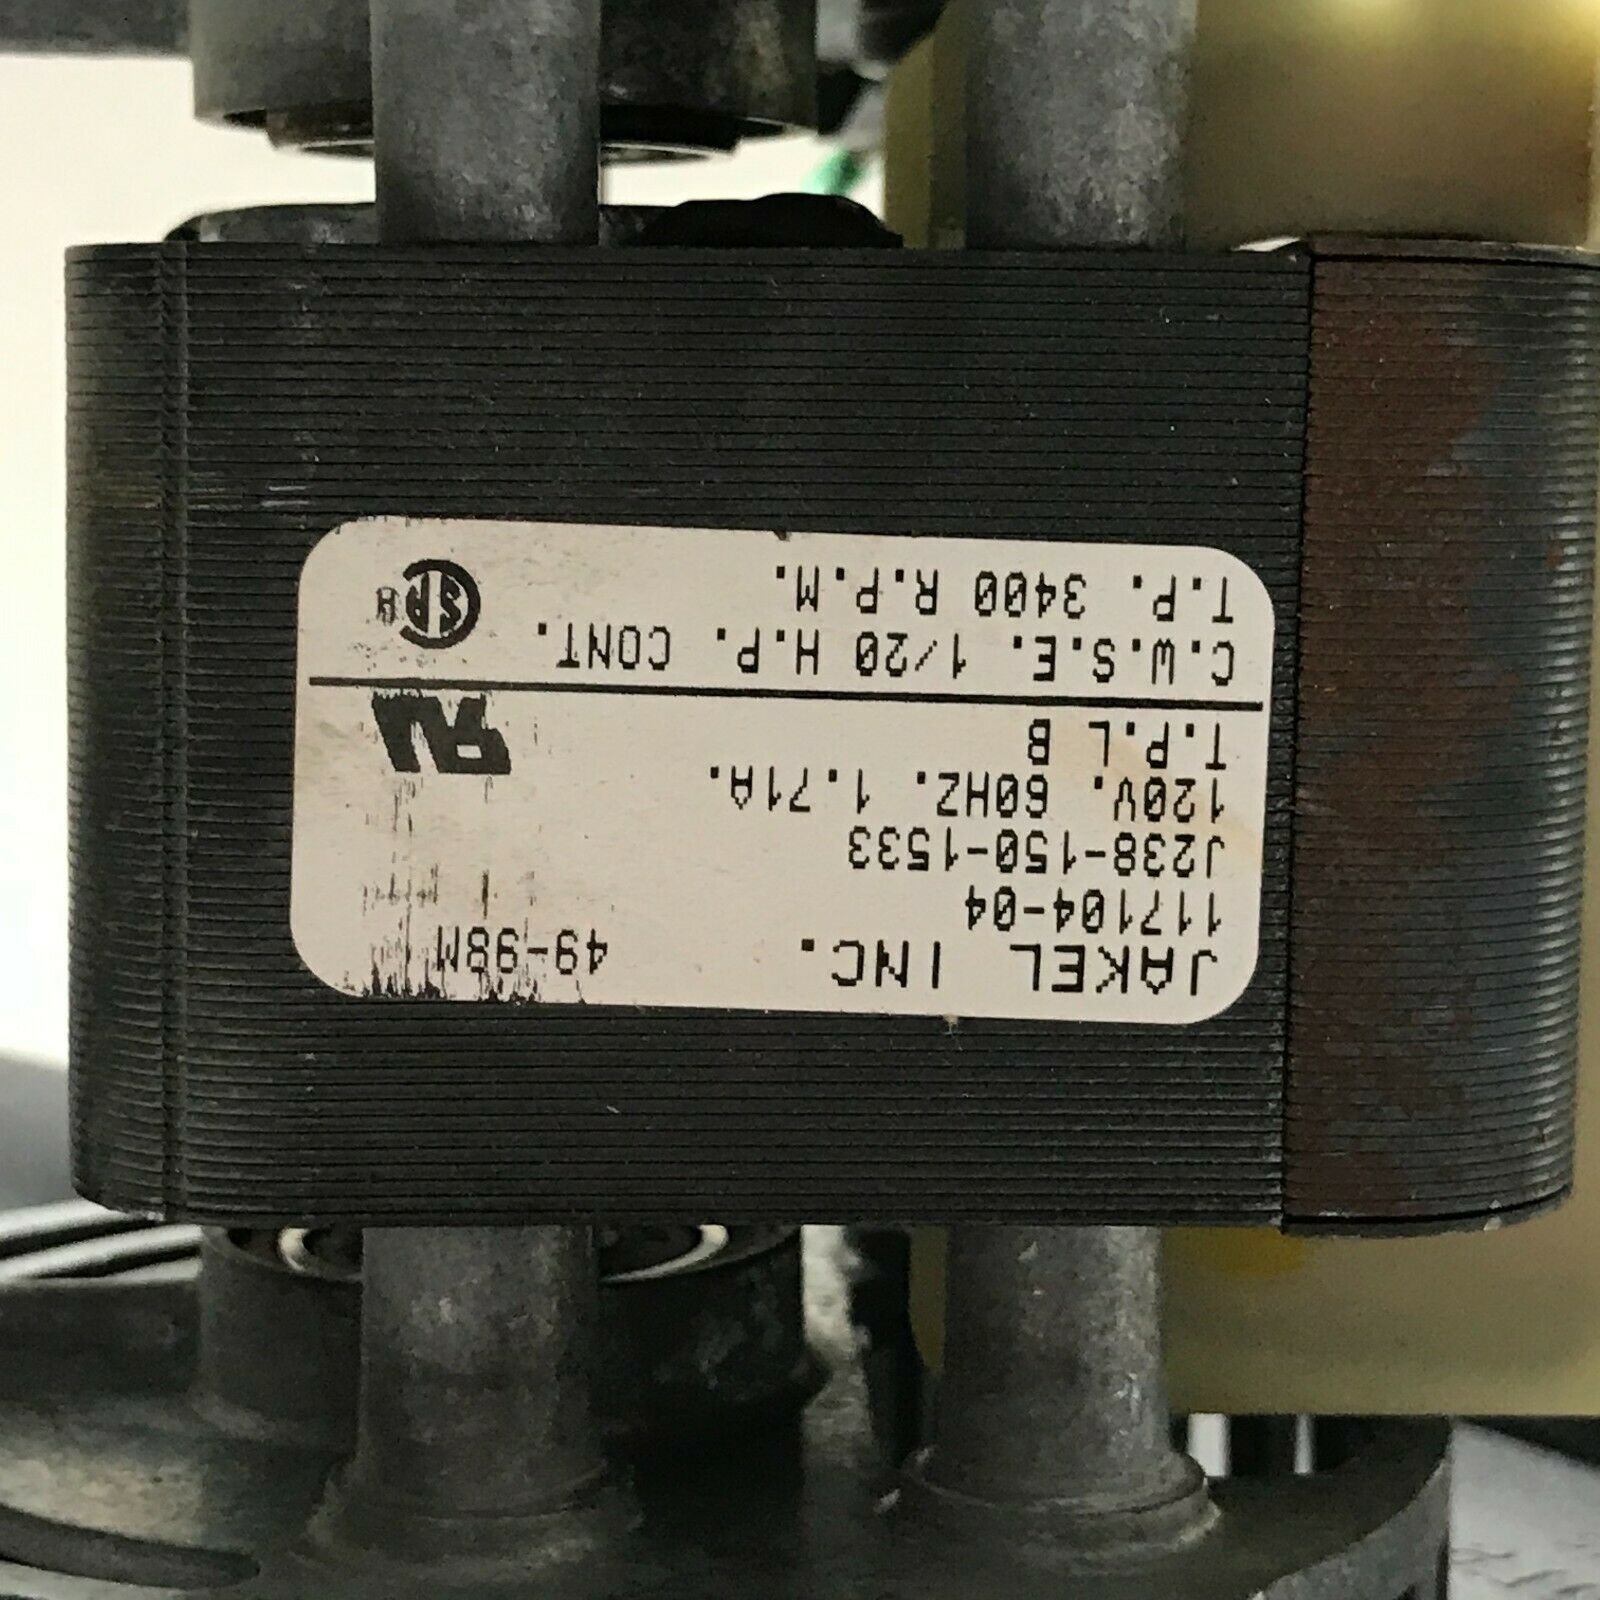 JAKEL INC. 49-98M
117104-04
J238-150-1533
120V. 60HZ. 1.71A.
T.P.L B
C.W.S.E. 1/20 H.P. CONT.
T.P. 3400 R.P.M.